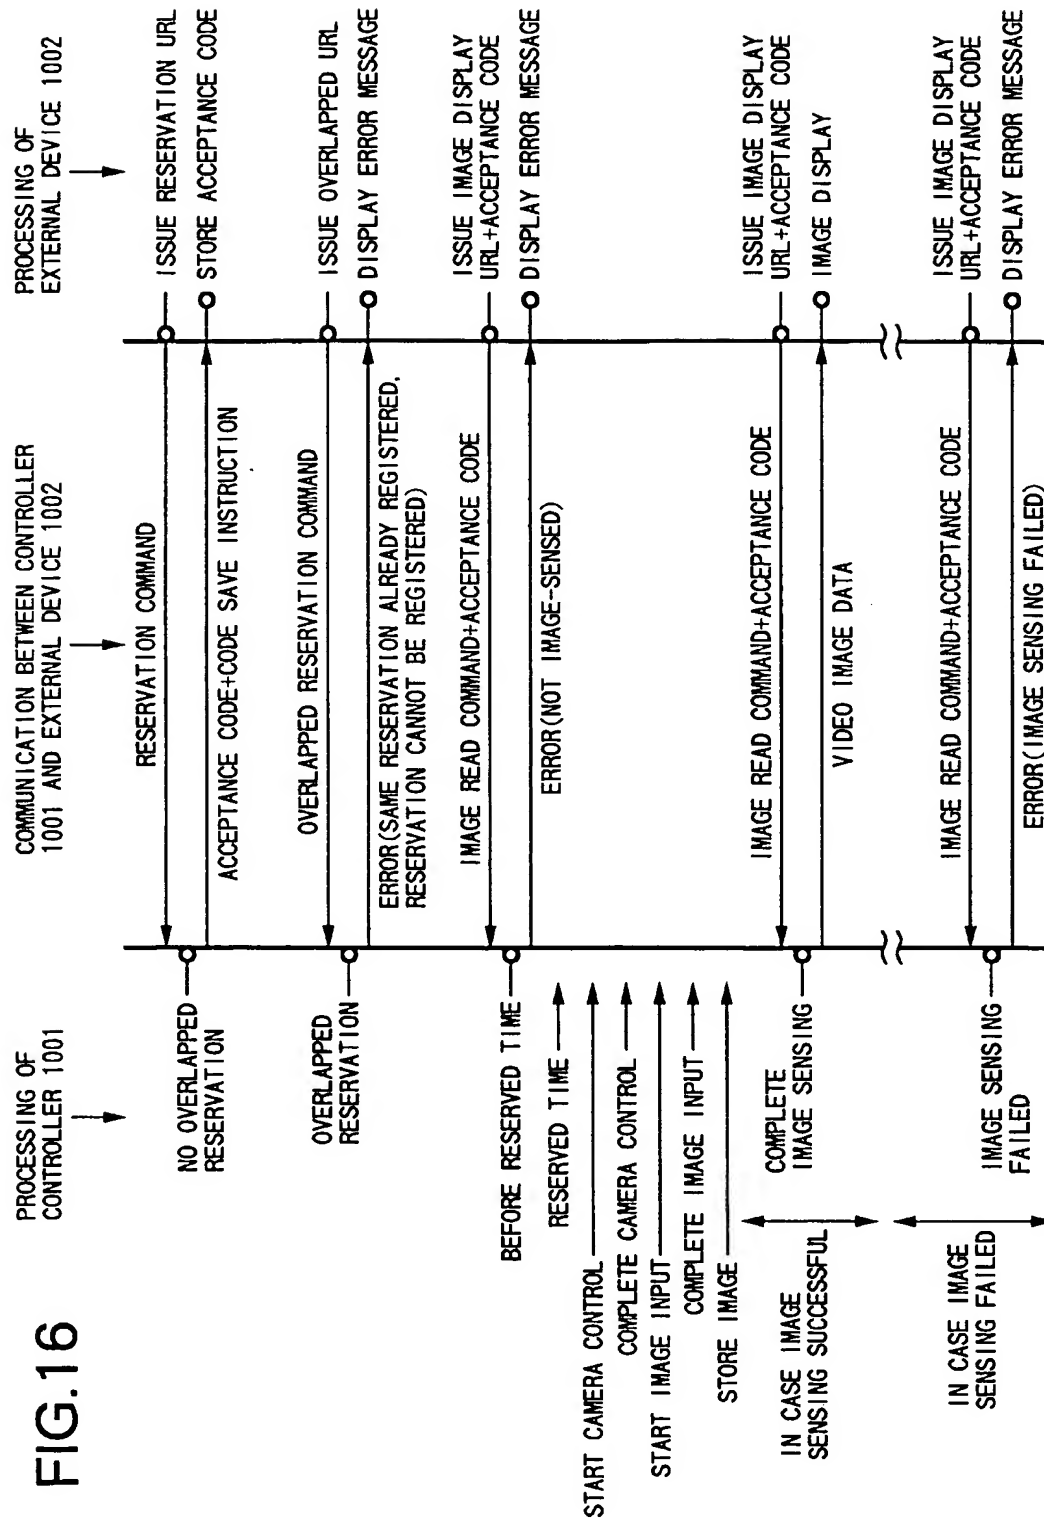 FIG.16
PROCESSING OF
CONTROLLER 1001
COMMUNICATION BETWEEN CONTROLLER
1001 AND EXTERNAL DEVICE 1002
PROCESSING OF
EXTERNAL DEVICE 1002
RESERVATION COMMAND
ISSUE RESERVATION URL
NO OVERLAPPED
RESERVATION
ACCEPTANCE CODE+CODE SAVE INSTRUCTION
STORE ACCEPTANCE CODE
OVERLAPPED RESERVATION COMMAND
ISSUE OVERLAPPED URL
OVERLAPPED
RESERVATION
ERROR(SAME RESERVATION ALREADY REGISTERED,
RESERVATION CANNOT BE REGISTERED)
DISPLAY ERROR MESSAGE
IMAGE READ COMMAND+ACCEPTANCE CODE
ISSUE IMAGE DISPLAY
URL+ACCEPTANCE CODE
BEFORE RESERVED TIME
ERROR(NOT IMAGE-SENSED)
DISPLAY ERROR MESSAGE
RESERVED TIME
START CAMERA CONTROL
COMPLETE CAMERA CONTROL
START IMAGE INPUT
COMPLETE IMAGE INPUT
STORE IMAGE
IN CASE IMAGE
SENSING SUCCESSFUL
COMPLETE
IMAGE SENSING
IMAGE READ COMMAND+ACCEPTANCE CODE
ISSUE IMAGE DISPLAY
URL+ACCEPTANCE CODE
VIDEO IMAGE DATA
IMAGE DISPLAY
IN CASE IMAGE
SENSING FAILED
IMAGE SENSING
FAILED
IMAGE READ COMMAND+ACCEPTANCE CODE
ISSUE IMAGE DISPLAY
URL+ACCEPTANCE CODE
ERROR(IMAGE SENSING FAILED)
DISPLAY ERROR MESSAGE